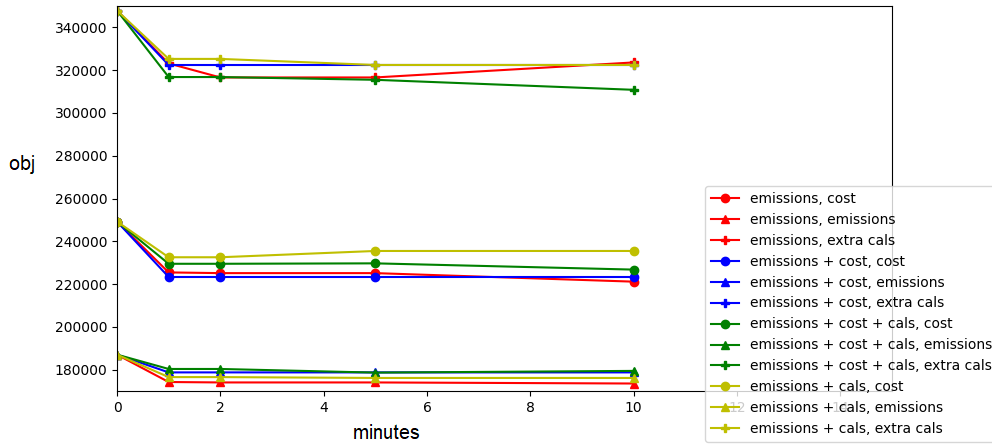 340000
320000
300000
280000
obj
260000
240000
220000
200000
180000
emissions, cost
emissions, emissions
emissions, extra cals
emissions + cost, cost
emissions + cost, emissions
emissions + cost, extra cals
emissions + cost + cals, cost
emissions + cost + cals, emissions
emissions + cost + cals, extra cals
emissions + cals, cost
emissions + cals, emissions
emissions + cals, extra cals
0 2 4 6 8 10 12 14
minutes